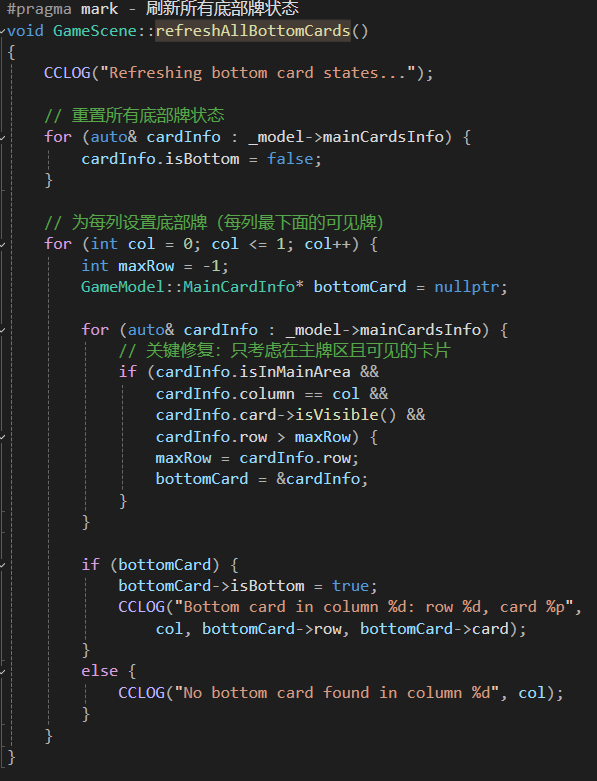 #pragma mark - 刷新所有底部牌状态
void GameScene::refreshAllBottomCards()
{
    CCLOG("Refreshing bottom card states...");

    // 重置所有底部牌状态
    for (auto& cardInfo : _model->mainCardsInfo) {
        cardInfo.isBottom = false;
    }

    // 为每列设置底部牌（每列最下面的可见牌）
    for (int col = 0; col <= 1; col++) {
        int maxRow = -1;
        GameModel::MainCardInfo* bottomCard = nullptr;

        for (auto& cardInfo : _model->mainCardsInfo) {
            // 关键修复：只考虑在主牌区且可见的卡片
            if (cardInfo.isInMainArea &&
                cardInfo.column == col &&
                cardInfo.card->isVisible() &&
                cardInfo.row > maxRow) {
                maxRow = cardInfo.row;
                bottomCard = &cardInfo;
            }
        }

        if (bottomCard) {
            bottomCard->isBottom = true;
            CCLOG("Bottom card in column %d: row %d, card %p",
                col, bottomCard->row, bottomCard->card);
        }
        else {
            CCLOG("No bottom card found in column %d", col);
        }
    }
}